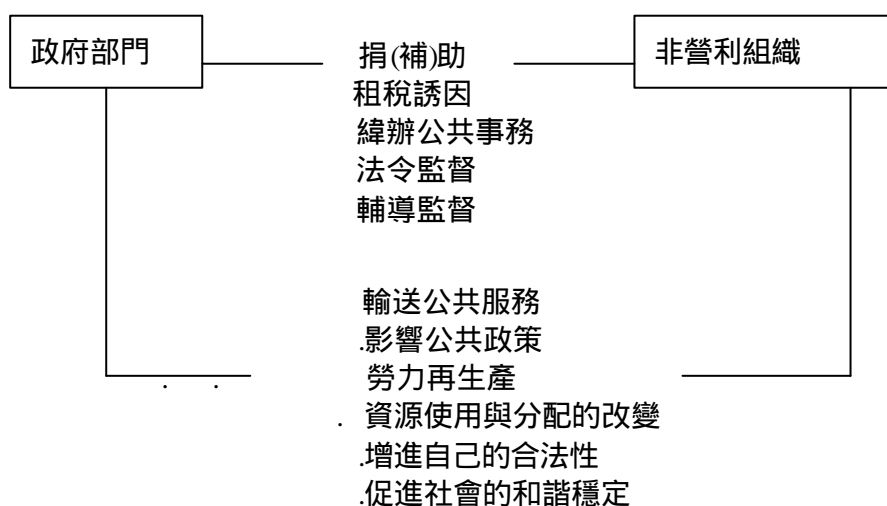 政府部門
捐(補)助
非營利組織
租稅誘因
緯辦公共事務
法令監督
輔導監督
輸送公共服務
.影響公共政策
勞力再生產
. 資源使用與分配的改變
.增進自己的合法性
.促進社會的和諧穩定